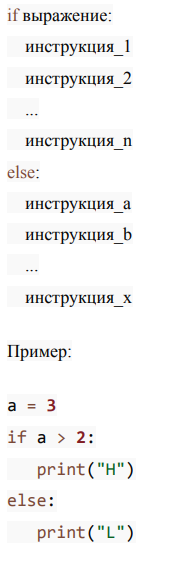 if выражение:
инструкция_1
инструкция_2
...
инструкция_n
else:
инструкция_a
инструкция_b
...
инструкция_x
Пример:
a = 3
if a > 2:
print("H")
else:
print("L")